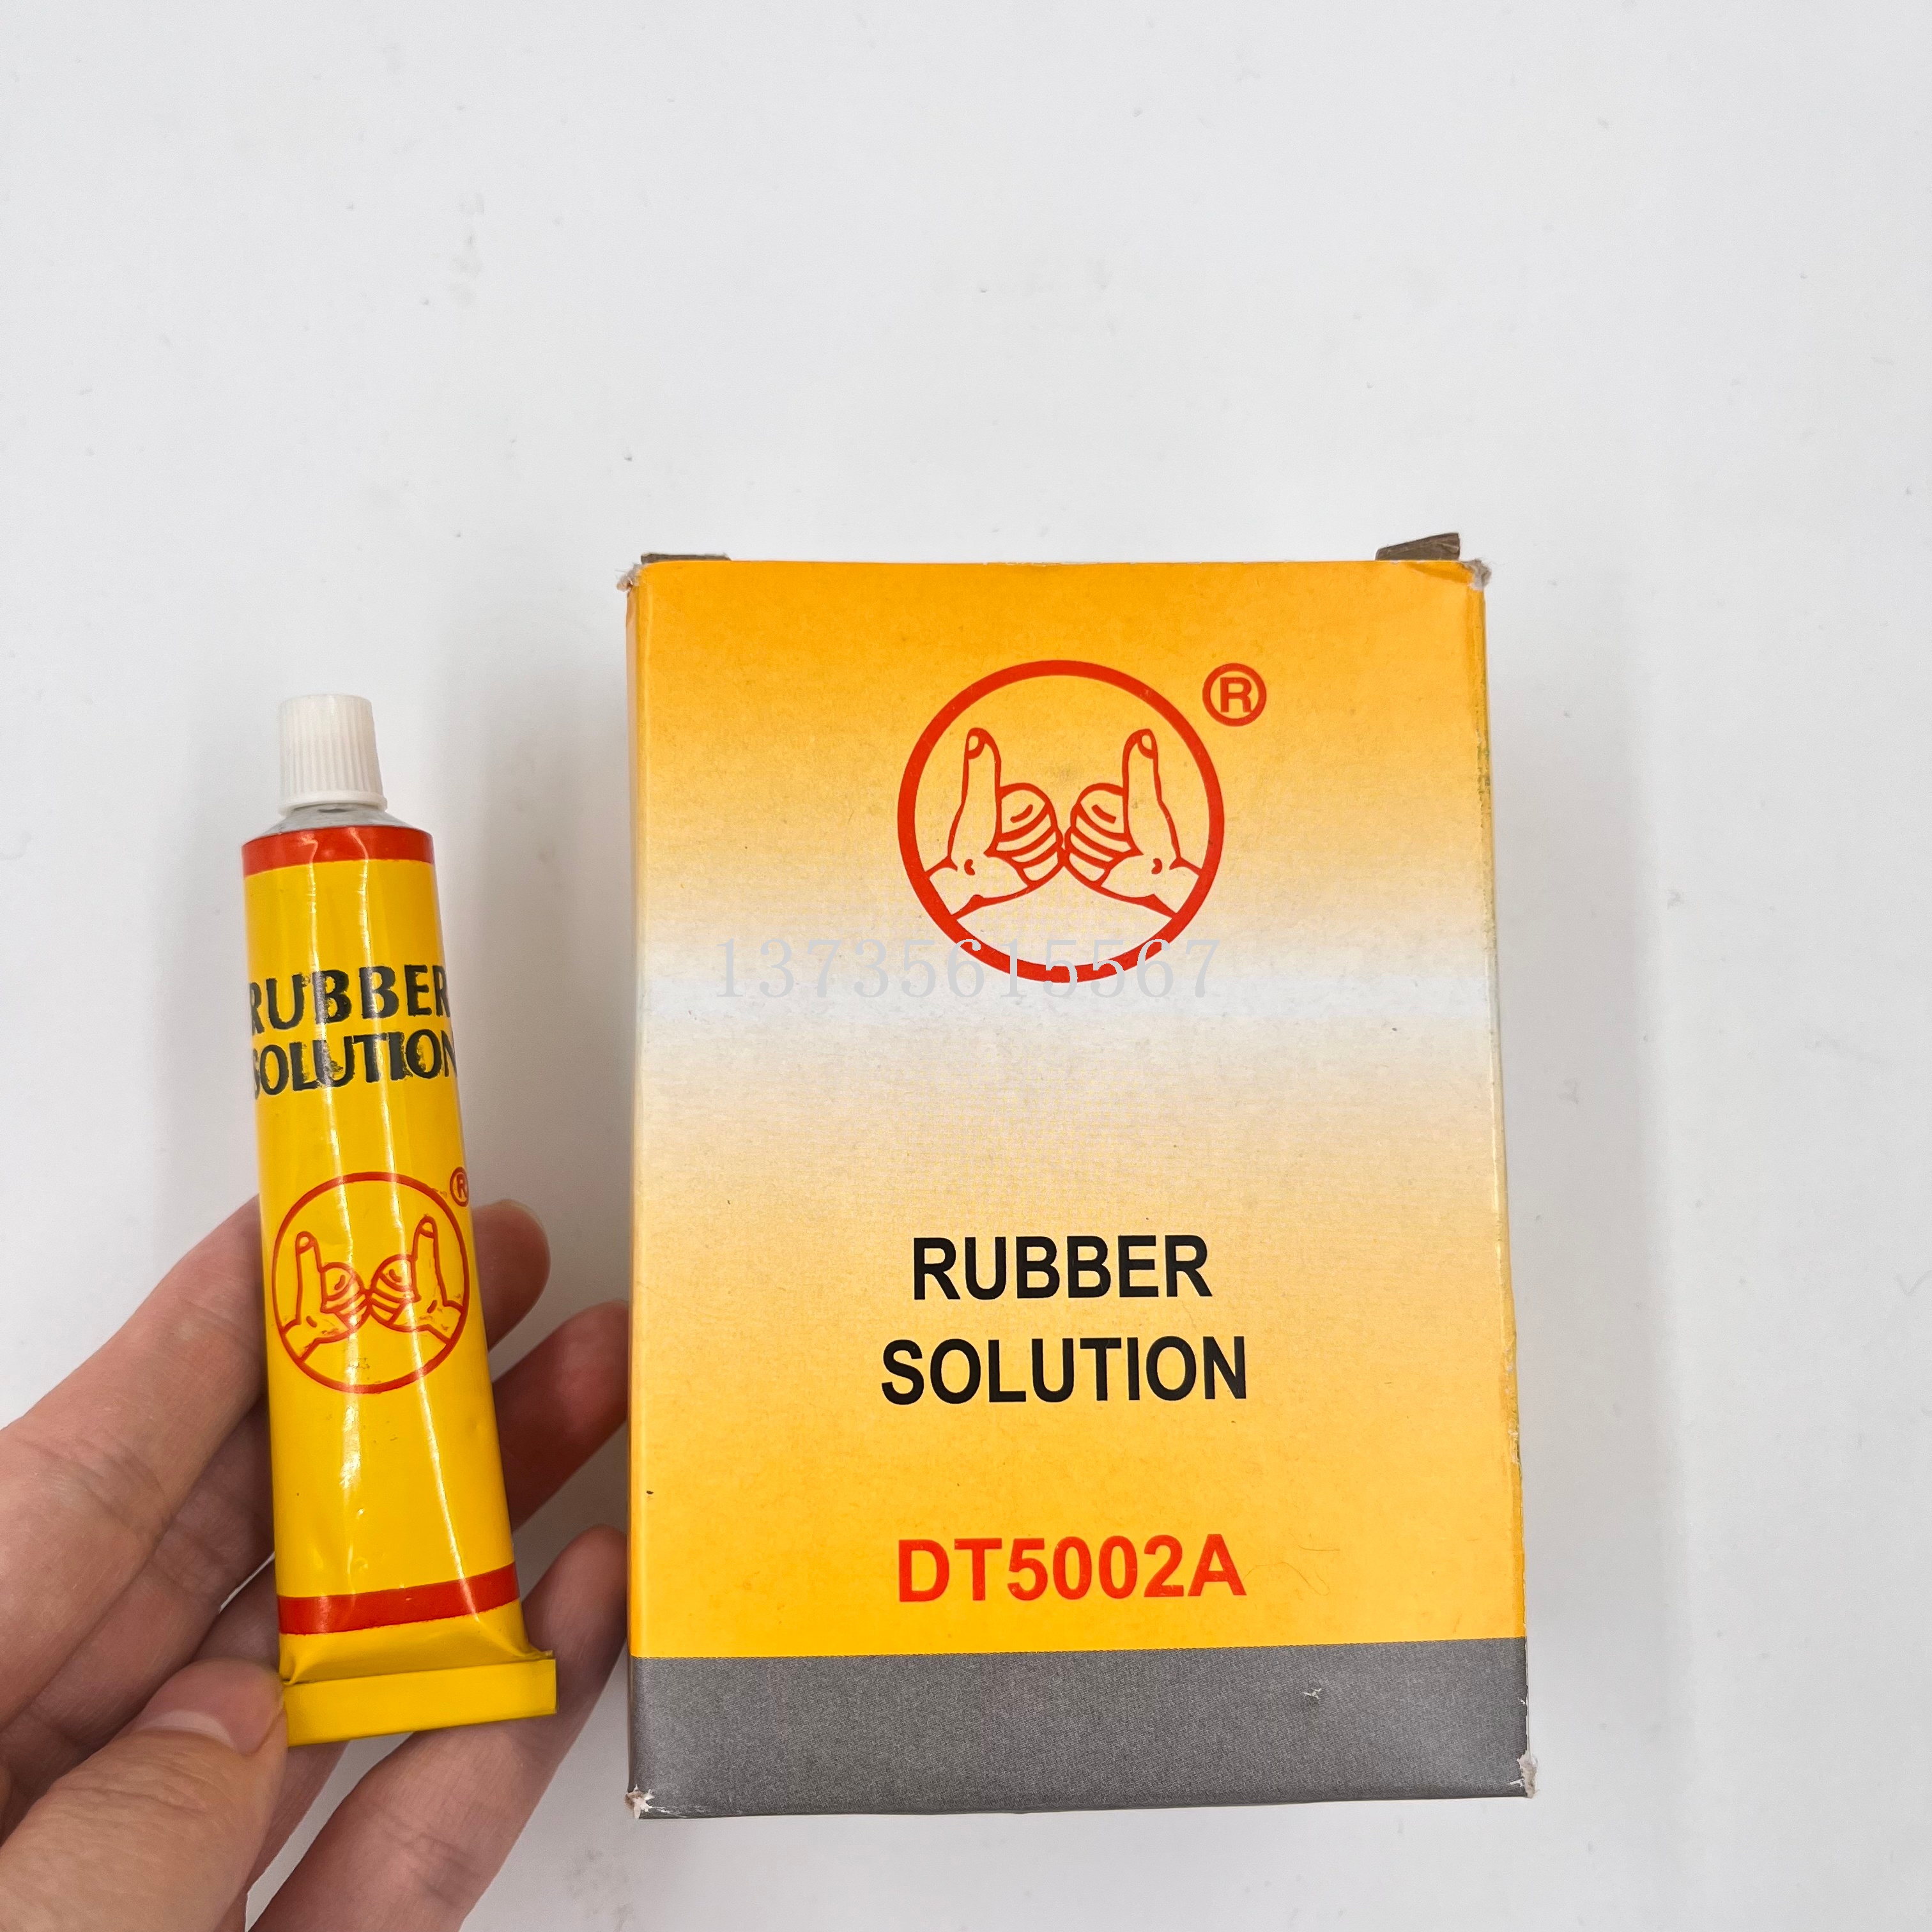 RUBBER
SOLUTION
®
®
13735615567
RUBBER
SOLUTION
DT5002A